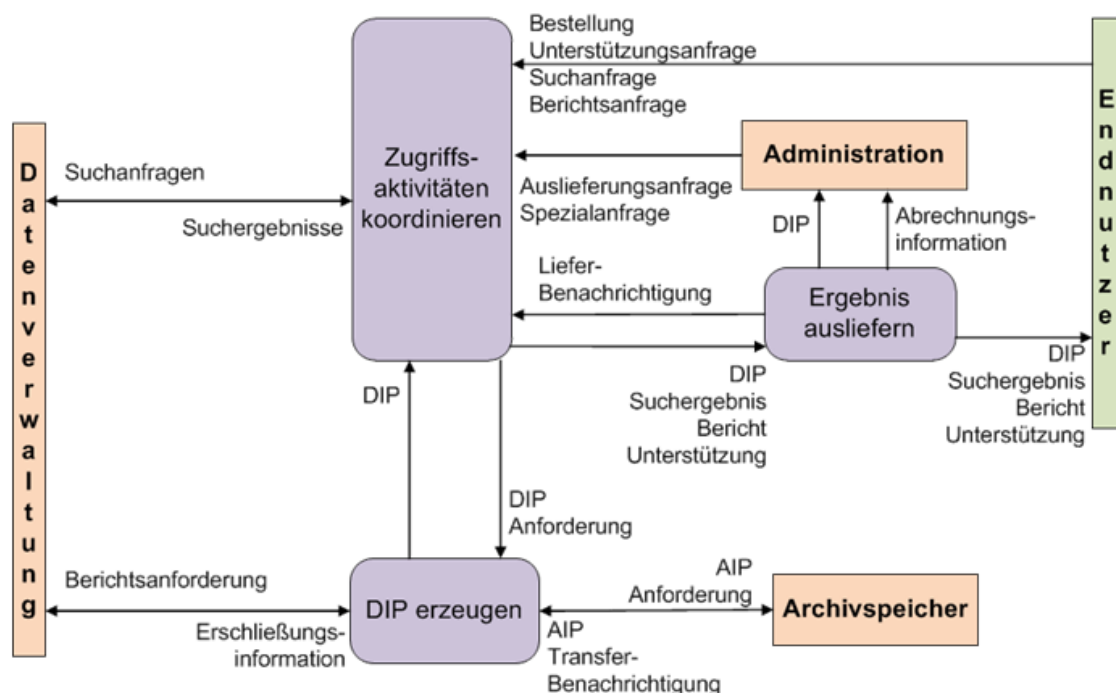 Bestellung
Unterstützungsanfrage
Suchanfrage
Berichtsanfrage
Endnutzer
Datenverwaltung
Zugriffs-
aktivitäten
koordinieren
Administration
Suchanfragen
Suchergebnisse
Auslieferungsanfrage
Spezialanfrage
DIP
Abrechnungs-
information
Liefer-
Benachrichtigung
Ergebnis
ausliefern
DIP
DIP
Suchergebnis
Bericht
Unterstützung
DIP
Suchergebnis
Bericht
Unterstützung
DIP
Anforderung
Berichtsanforderung
Erschließungs-
information
DIP erzeugen
AIP
Anforderung
AIP
Transfer-
Benachrichtigung
Archivspeicher